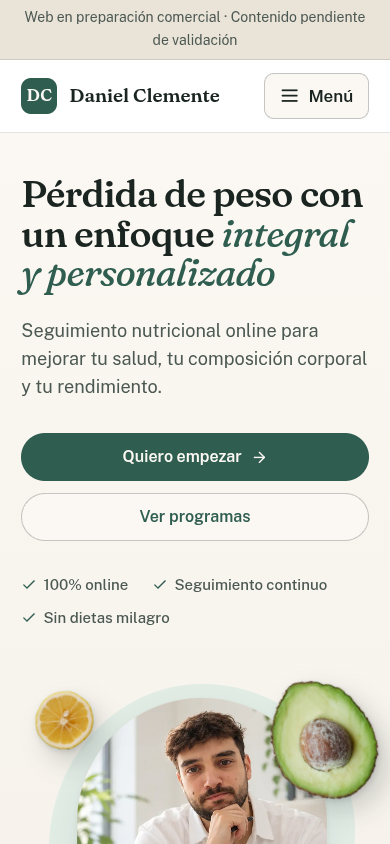 Web en preparación comercial · Contenido pendiente
de validación
DC Daniel Clemente
Menú
Pérdida de peso con
un enfoque integral
y personalizado
Seguimiento nutricional online para
mejorar tu salud, tu composición corporal
y tu rendimiento.
Quiero empezar →
Ver programas
100% online
Seguimiento continuo
Sin dietas milagro